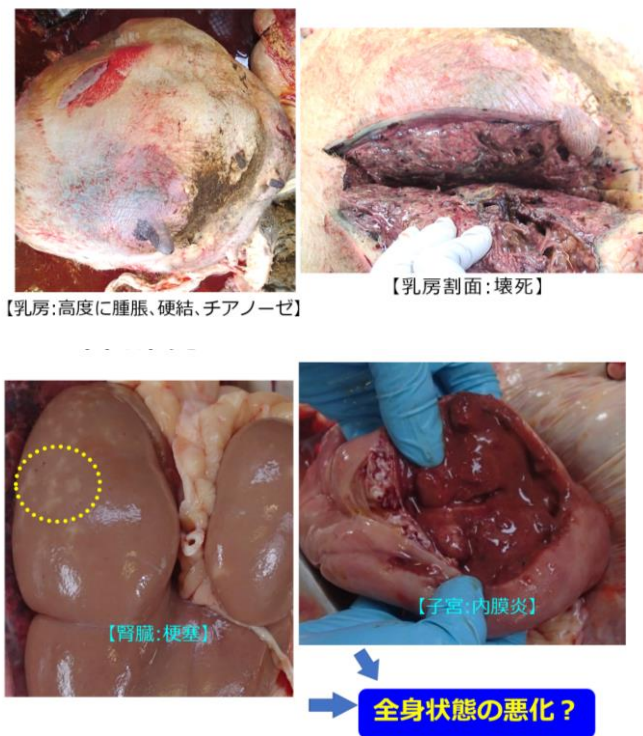 【乳房:高度に腫脹、硬結、チアノーゼ】
【乳房割面:壊死】
【腎臓:梗塞】
【子宮:内膜炎】
全身状態の悪化？